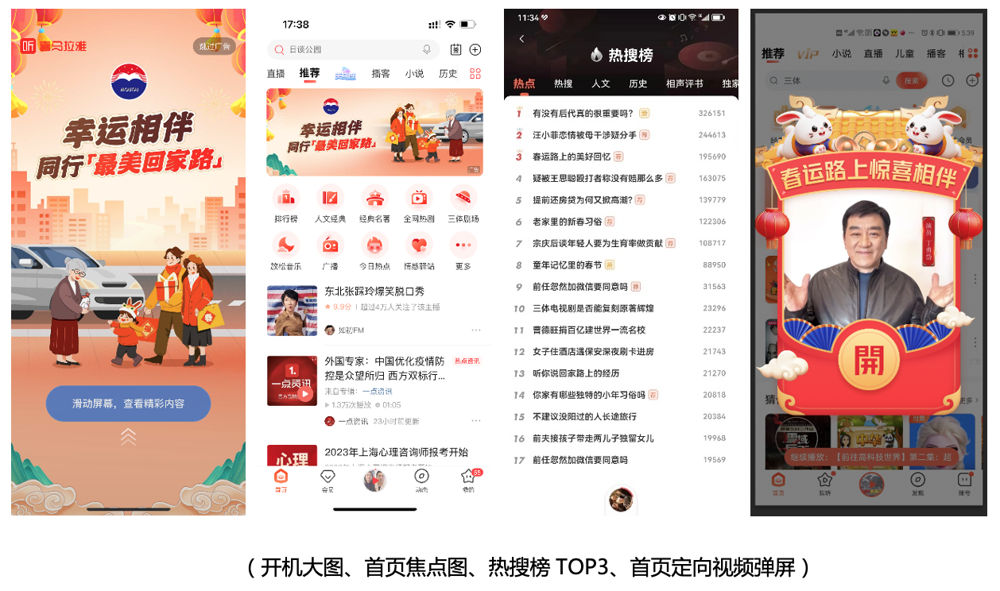 喜马拉雅
跳过广告
MOUTAI
幸运相伴
同行「最美回家路」
滑动屏幕，查看精彩内容
17:38
日谈公园
直播 推荐 播客 小说 历史
MOUTAI
幸运相伴
同行「最美回家路」
广告
排行榜 人文经典 经典名著 全网热剧 三体剧场
放松音乐 广播 今日热点 情感驿站 更多
东北张踩玲爆笑脱口秀
9.9分 | 超过4万人关注了该主播
如初FM
1.
一点资讯
外国专家：中国优化疫情防
控是众望所归 西方双标行...
热点资讯
来自专辑：一点资讯
1.3万次播放 01:05
一点资讯 23小时前更新
心理
2023年上海心理咨询师报考开始
首页 会员 动态 我的
55
11:34
热搜榜
热点 热搜 人文 历史 相声评书 独家
1 有没有后代真的很重要吗？ 新 326151
2 汪小菲恋情被母干涉疑分手 荐 244613
3 春运路上的美好回忆 荐 195690
4 疑被王思聪殴打者称没有赔那么多 荐 163075
5 提前还房贷为何又掀高潮? 荐 139779
6 老家里的新春习俗 荐 122306
7 宗庆后谈年轻人要为生育率做贡献 荐 108717
8 童年记忆里的春节 新 88950
9 前任忽然加微信要同意吗 荐 31563
10 三体电视剧是否能复刻原著辉煌 23296
11 曹德旺捐百亿建世界一流名校 22237
12 女子住酒店遇保安深夜刷卡进房 21743
13 听你说回家路上的经历 21270
14 你家有哪些独特的小年习俗吗 荐 20818
15 不建议没阳过的人长途旅行 20384
16 前夫接孩子带走两儿子独留女儿 19968
17 前任忽然加微信要同意吗 19569
5:39
推荐 VIP 小说 直播 儿童 播客
三体
搜索
春运路上惊喜相伴
演员 丁勇岱
開
猜
更多
付费
继续播放：【前往高科技世界】第二集：超
首页 我听 发现 账号
（开机大图、首页焦点图、热搜榜 TOP3、首页定向视频弹屏）